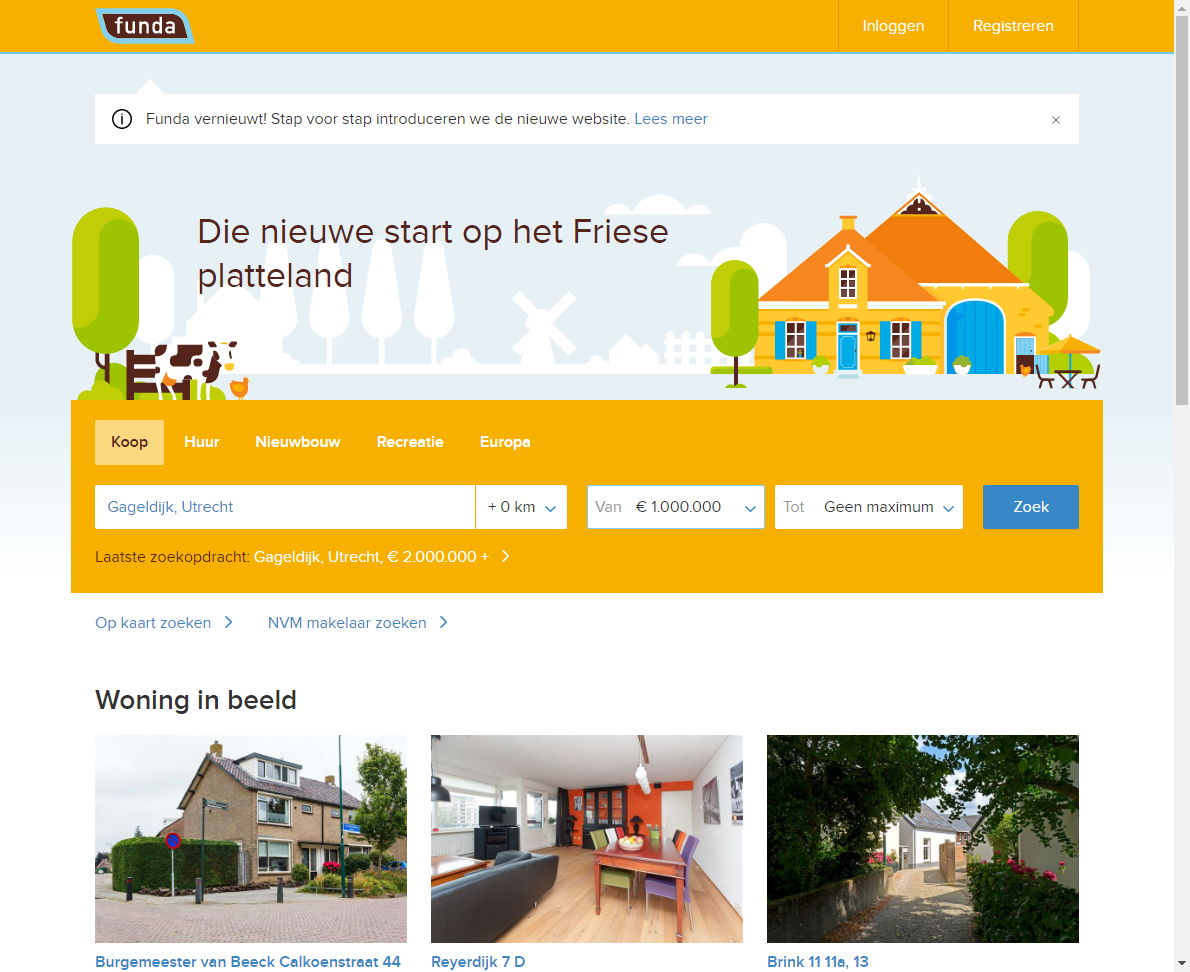 funda
Inloggen
Registreren
Funda vernieuwt! Stap voor stap introduceren we de nieuwe website. Lees meer
Die nieuwe start op het Friese
platteland
Koop
Huur
Nieuwbouw
Recreatie
Europa
Gageldijk, Utrecht
+ 0 km
Van € 1.000.000
Tot Geen maximum
Zoek
Laatste zoekopdracht: Gageldijk, Utrecht, € 2.000.000 +
Op kaart zoeken
NVM makelaar zoeken
Woning in beeld
Burgemeester van Beeck Calkoenstraat 44
Reyerdijk 7 D
Brink 11 11a, 13